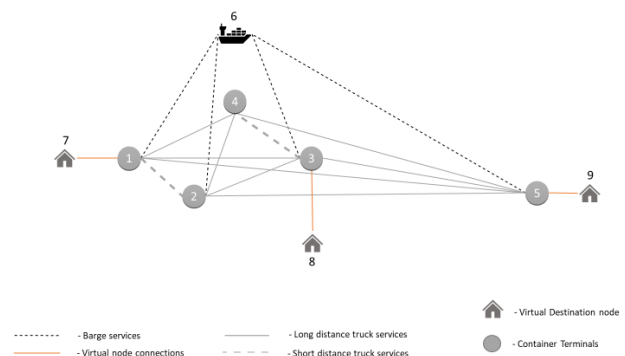 6
4
7
1
3
9
2
5
8
- Virtual Destination node
- Barge services
- Long distance truck services
- Container Terminals
- Virtual node connections
- Short distance truck services